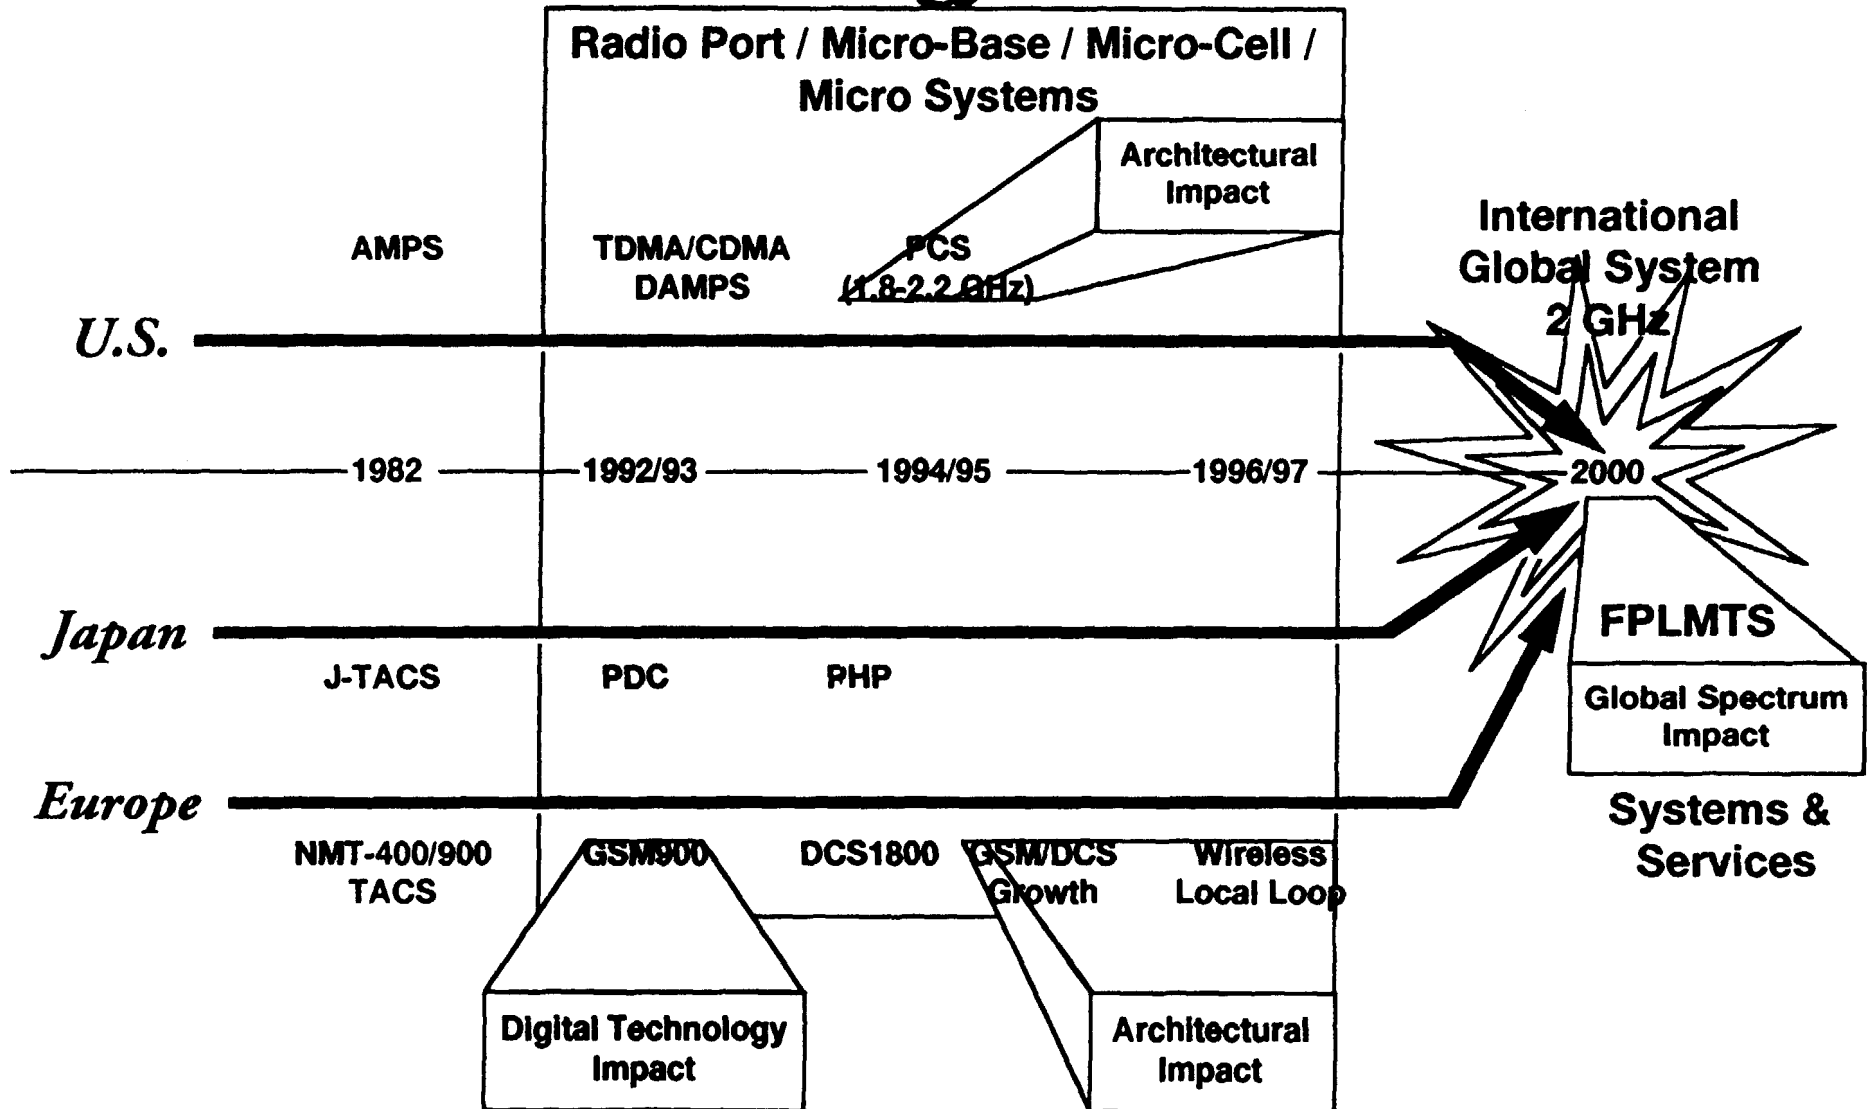 Radio Port / Micro-Base / Micro-Cell /
Micro Systems
Architectural
Impact
International
Global System
2 GHz
AMPS
TDMA/CDMA
DAMPS
PCS
(1.8-2.2 GHz)
U.S.
1982
1992/93
1994/95
1996/97
2000
Japan
J-TACS
PDC
PHP
FPLMTS
Global Spectrum
Impact
Europe
NMT-400/900
TACS
GSM900
DCS1800
GSM/DCS
Growth
Wireless
Local Loop
Systems &
Services
Digital Technology
Impact
Architectural
Impact